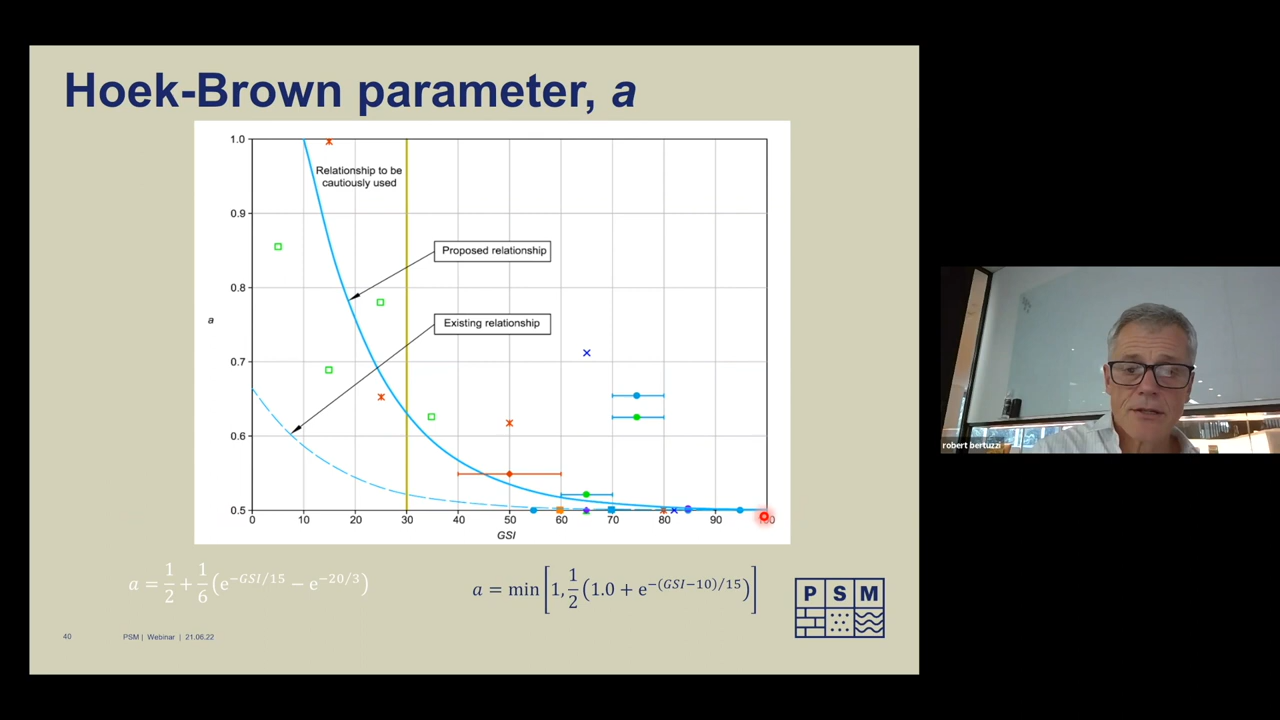 Hoek-Brown parameter, a
1.0
Relationship to be
cautiously used
0.9
Proposed relationship
0.8
Existing relationship
a
0.7
0.6
0.5
0 10 20 30 40 50 60 70 80 90 100
GSI
a = 1/2 + 1/6 (e^{-GSI/15} − e^{-20/3})
a = min [1, 1/2 (1.0 + e^{-(GSI-10)/15})]
P S M
40 PSM | Webinar | 21.06.22
robert bertuzzi